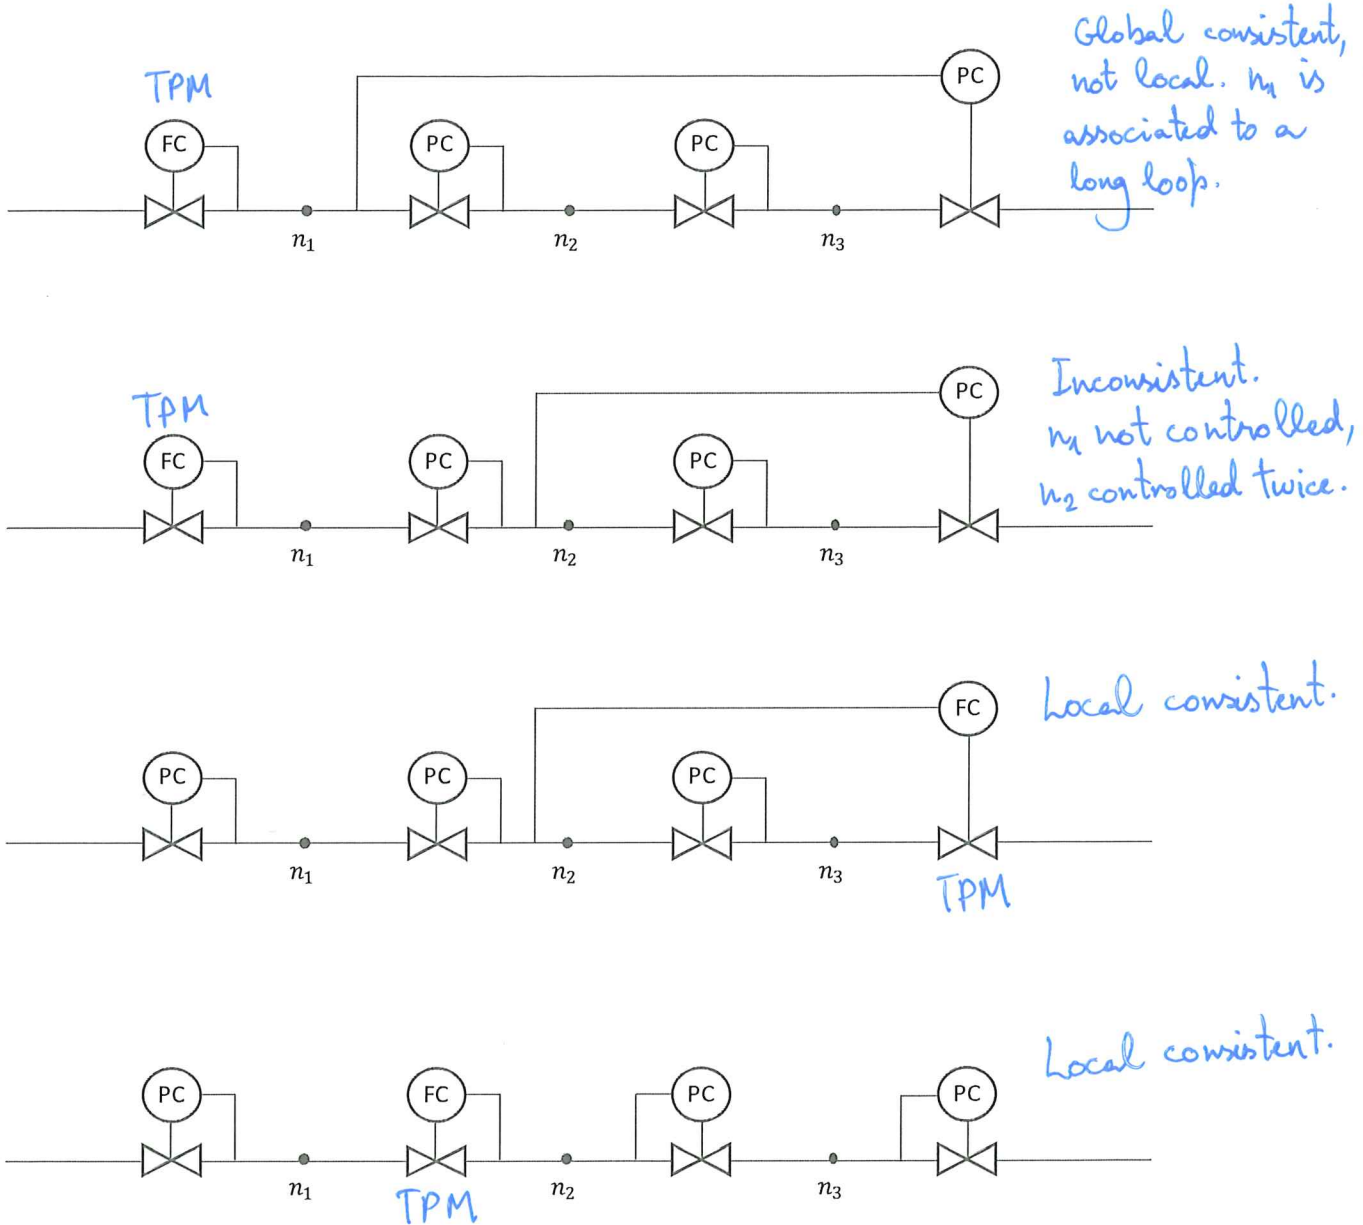 Global consistent,
not local. n₁ is
associated to a
long loop.
TPM
PC
FC
PC
PC
n₁
n₂
n₃
Inconsistent.
n₁ not controlled,
n₂ controlled twice.
TPM
PC
FC
PC
PC
n₁
n₂
n₃
Local consistent.
FC
PC
PC
PC
n₁
n₂
n₃
TPM
Local consistent.
PC
FC
PC
PC
n₁
n₂
n₃
TPM